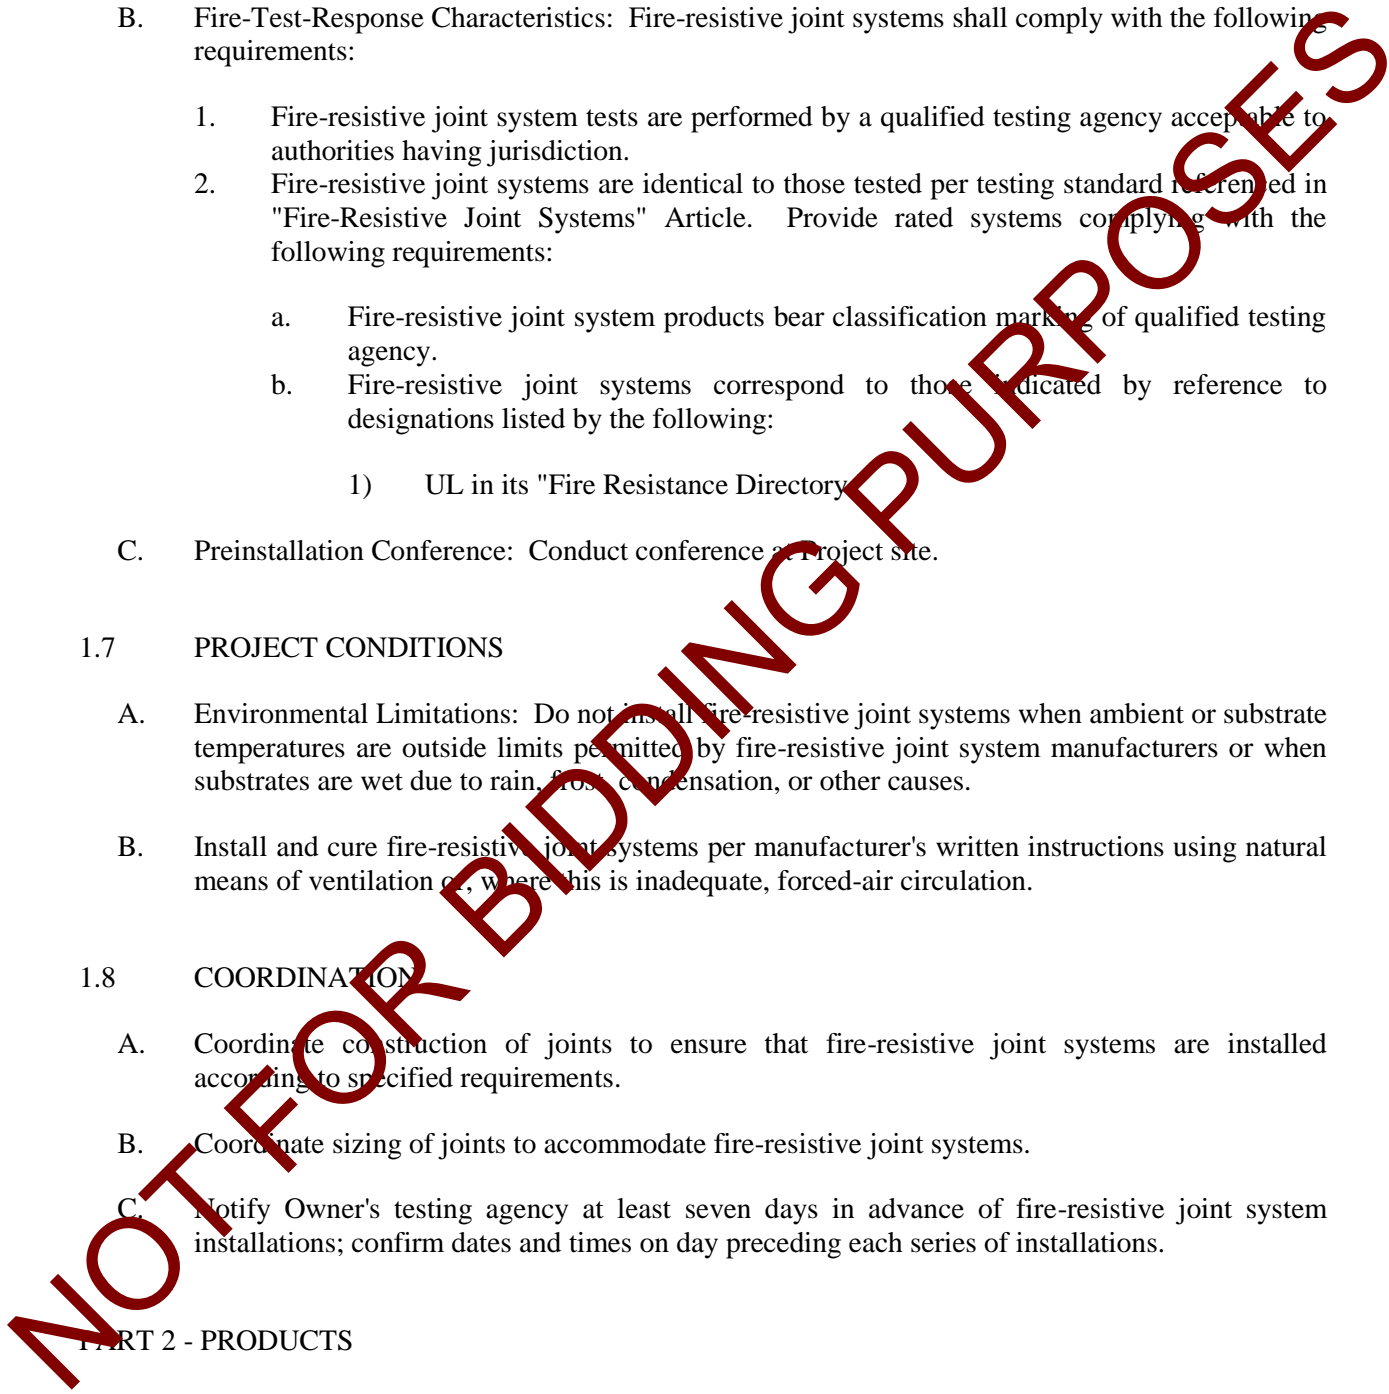 B. Fire-Test-Response Characteristics: Fire-resistive joint systems shall comply with the following
requirements:
1. Fire-resistive joint system tests are performed by a qualified testing agency acceptable to
authorities having jurisdiction.
2. Fire-resistive joint systems are identical to those tested per testing standard referenced in
"Fire-Resistive Joint Systems" Article. Provide rated systems complying with the
following requirements:
a. Fire-resistive joint system products bear classification marking of qualified testing
agency.
b. Fire-resistive joint systems correspond to those indicated by reference to
designations listed by the following:
1) UL in its "Fire Resistance Directory
C. Preinstallation Conference: Conduct conference at Project site.
1.7 PROJECT CONDITIONS
A. Environmental Limitations: Do not install fire-resistive joint systems when ambient or substrate
temperatures are outside limits permitted by fire-resistive joint system manufacturers or when
substrates are wet due to rain, frost, condensation, or other causes.
B. Install and cure fire-resistive joint systems per manufacturer's written instructions using natural
means of ventilation or, where this is inadequate, forced-air circulation.
1.8 COORDINATION
A. Coordinate construction of joints to ensure that fire-resistive joint systems are installed
according to specified requirements.
B. Coordinate sizing of joints to accommodate fire-resistive joint systems.
C. Notify Owner's testing agency at least seven days in advance of fire-resistive joint system
installations; confirm dates and times on day preceding each series of installations.
PART 2 - PRODUCTS
NOT FOR BIDDING PURPOSES